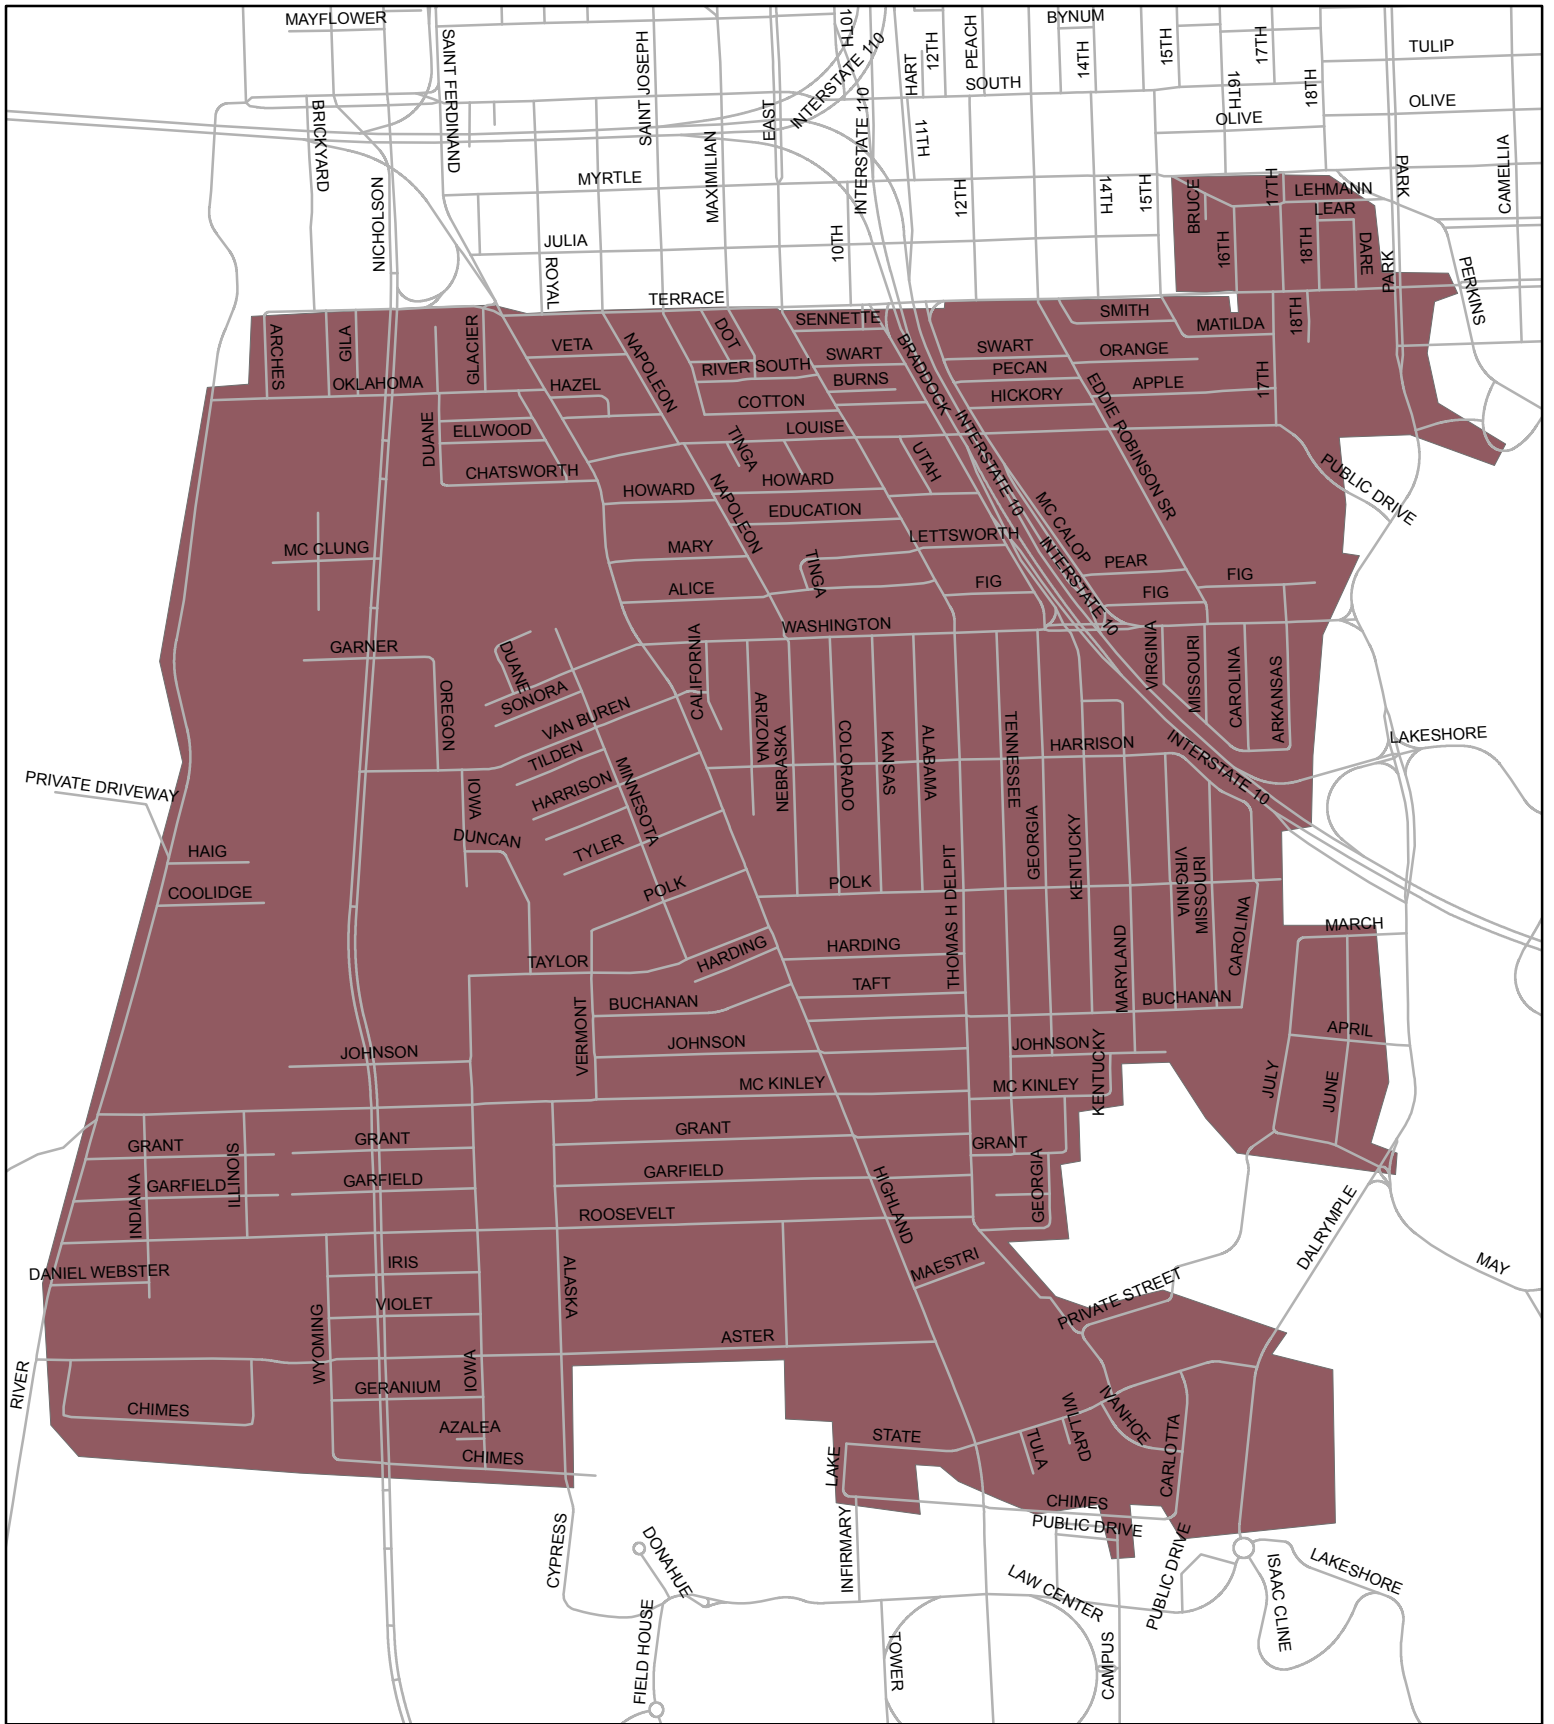 MAYFLOWER
10TH
BYNUM
TULIP
SAINT FERDINAND
SAINT JOSEPH
INTERSTATE 110
HART
12TH
PEACH
14TH
15TH
17TH
16TH
18TH
SOUTH
OLIVE
OLIVE
BRICKYARD
NICHOLSON
EAST
INTERSTATE 110
11TH
MAXIMILIAN
MYRTLE
12TH
14TH
15TH
BRUCE
17TH
LEHMANN
LEAR
PARK
CAMELLIA
JULIA
ROYAL
10TH
16TH
18TH
DARE
PARK
PERKINS
TERRACE
ARCHES
GILA
GLACIER
VETA
NAPOLEON
DOT
SENNETTE
SWART
BRADDOCK
SWART
SMITH
MATILDA
18TH
ORANGE
OKLAHOMA
HAZEL
RIVER SOUTH
BURNS
PECAN
HICKORY
EDDIE ROBINSON SR
APPLE
17TH
COTTON
DUANE
ELLWOOD
LOUISE
TINGA
UTAH
INTERSTATE 10
CHATSWORTH
HOWARD
NAPOLEON
HOWARD
EDUCATION
MC CALOP
PUBLIC DRIVE
MC CLUNG
MARY
LETTSWORTH
INTERSTATE 10
PEAR
ALICE
TINGA
FIG
FIG
FIG
WASHINGTON
GARNER
DUANE
CALIFORNIA
VIRGINIA
MISSOURI
CAROLINA
ARKANSAS
OREGON
SONORA
VAN BUREN
ARIZONA
NEBRASKA
COLORADO
KANSAS
ALABAMA
TENNESSEE
HARRISON
INTERSTATE 10
LAKESHORE
TILDEN
MINNESOTA
PRIVATE DRIVEWAY
IOWA
HARRISON
DUNCAN
TYLER
GEORGIA
KENTUCKY
HAIG
COOLIDGE
POLK
POLK
THOMAS H DELPIT
VIRGINIA
MISSOURI
CAROLINA
MARCH
TAYLOR
HARDING
HARDING
MARYLAND
TAFT
VERMONT
BUCHANAN
BUCHANAN
JOHNSON
JOHNSON
JOHNSON
KENTUCKY
APRIL
JULY
JUNE
MC KINLEY
MC KINLEY
GRANT
ILLINOIS
GRANT
GRANT
GRANT
INDIANA
GARFIELD
GARFIELD
GARFIELD
HIGHLAND
GEORGIA
ROOSEVELT
DALRYMPLE
DANIEL WEBSTER
IRIS
ALASKA
MAESTRI
MAY
VIOLET
PRIVATE STREET
WYOMING
ASTER
RIVER
IOWA
GERANIUM
CHIMES
AZALEA
CHIMES
STATE
LAKE
TULA
WILLARD
IVANHOE
CARLOTTA
CHIMES
PUBLIC DRIVE
CYPRESS
DONAHUE
INFIRMARY
LAW CENTER
PUBLIC DRIVE
ISAAC CLINE
LAKESHORE
FIELD HOUSE
TOWER
CAMPUS